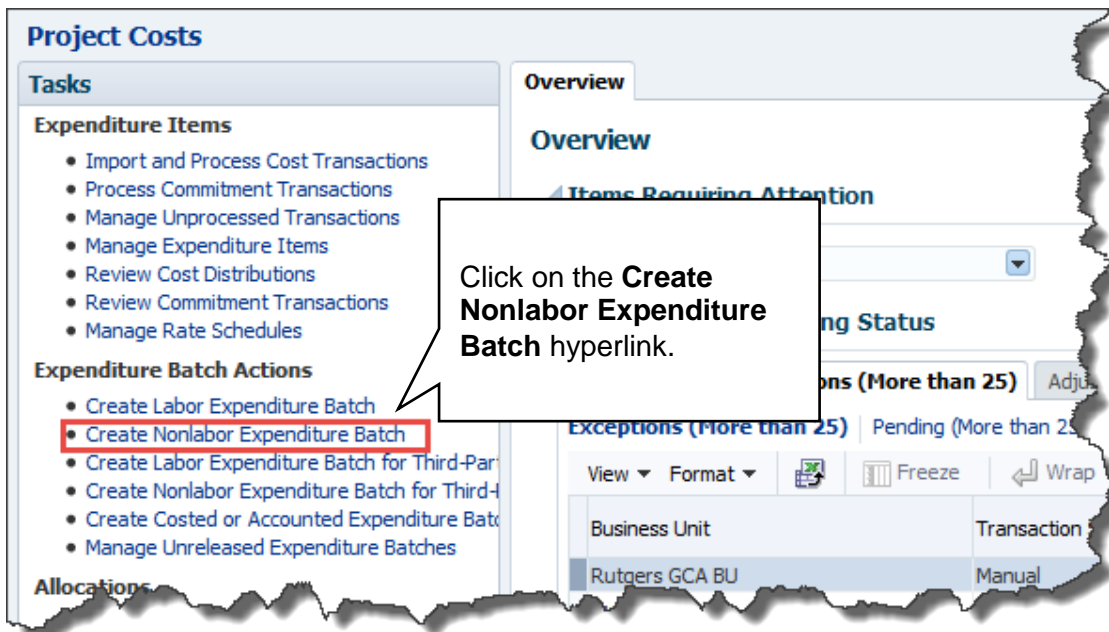 Project Costs
Tasks
Expenditure Items
• Import and Process Cost Transactions
• Process Commitment Transactions
• Manage Unprocessed Transactions
• Manage Expenditure Items
• Review Cost Distributions
• Review Commitment Transactions
• Manage Rate Schedules
Expenditure Batch Actions
• Create Labor Expenditure Batch
• Create Nonlabor Expenditure Batch
• Create Labor Expenditure Batch for Third-Par
• Create Nonlabor Expenditure Batch for Third-
• Create Costed or Accounted Expenditure Batc
• Manage Unreleased Expenditure Batches
Allocations
Overview
Overview
Items Requiring Attention
Click on the Create
Nonlabor Expenditure
Batch hyperlink.
ng Status
ons (More than 25) Adju
Exceptions (More than 25) Pending (More than 25
View Format Freeze Wrap
Business Unit Transaction
Rutgers GCA BU Manual